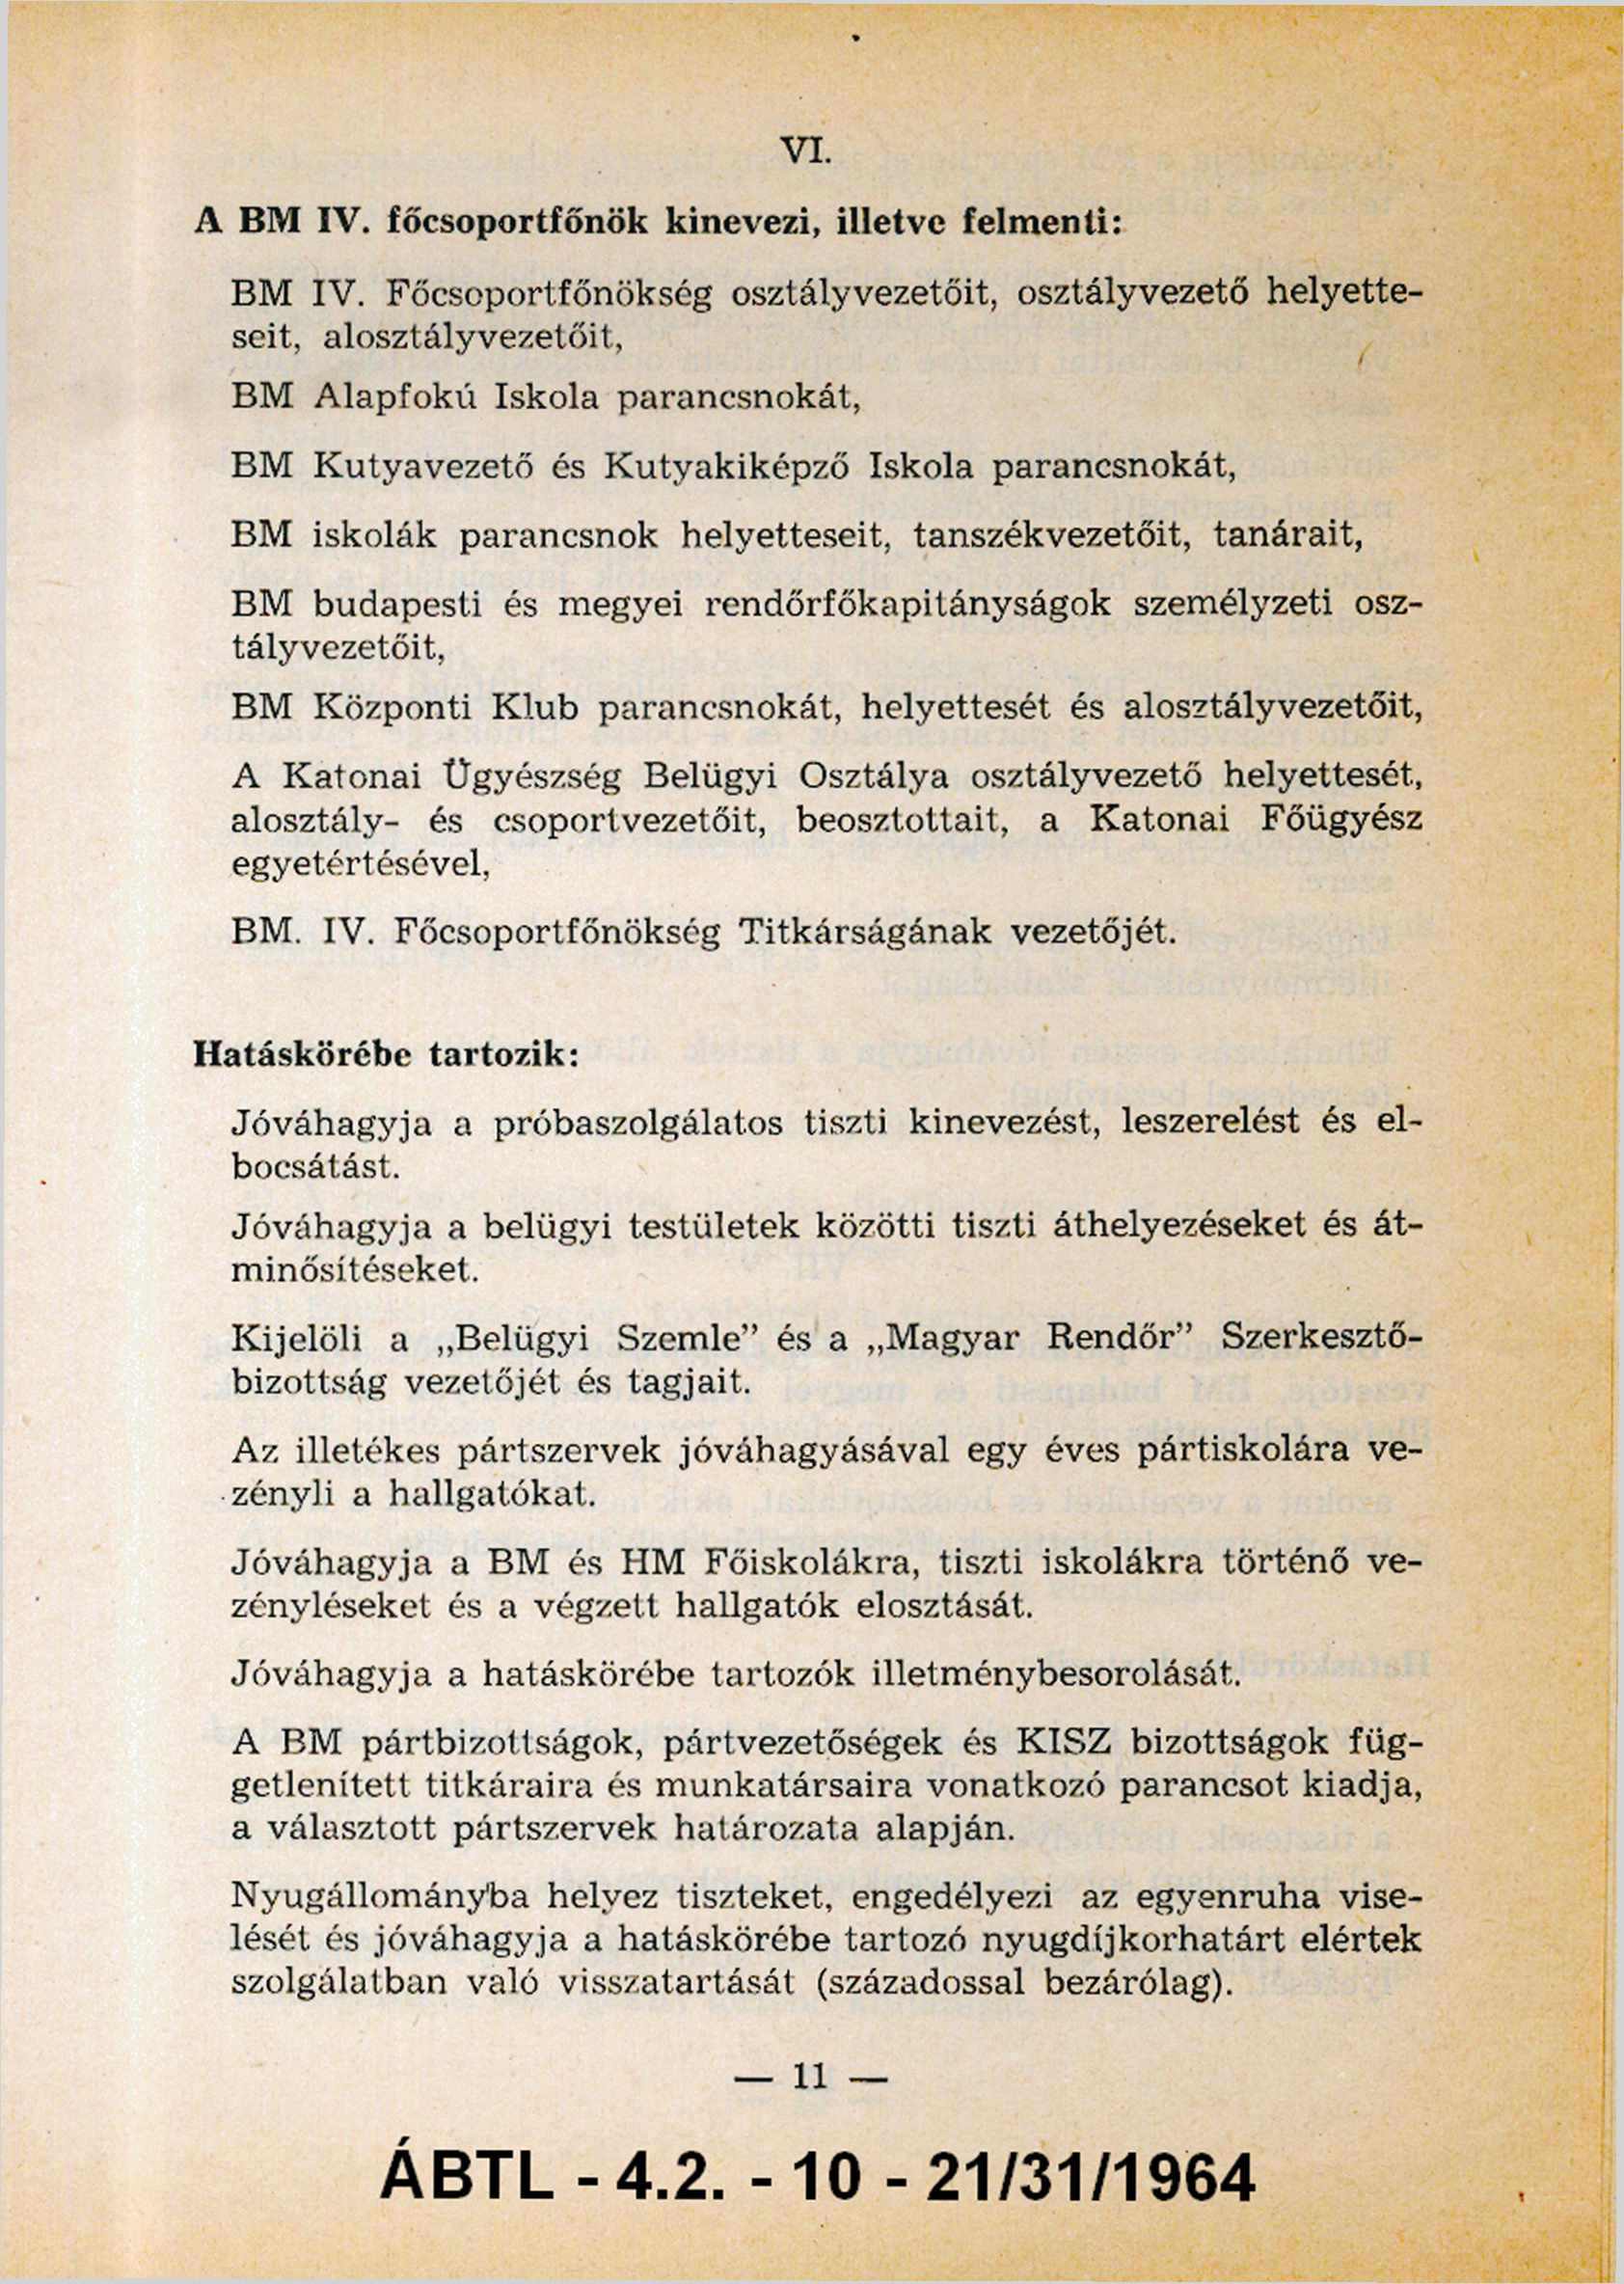 VI.
A BM IV. főcsoportfőnök kinevezi, illetve felmenti:
BM IV. Főcsoportfőnökség osztályvezetőit, osztályvezető helyette-
seit, alosztályvezetőit,
BM Alapfokú Iskola parancsnokát,
BM Kutyavezető és Kutyakiképző Iskola parancsnokát,
BM iskolák parancsnok helyetteseit, tanszékvezetőit, tanárait,
BM budapesti és megyei rendőrfőkapitányságok személyzeti osz-
tályvezetőit,
BM Központi Klub parancsnokát, helyettesét és alosztályvezetőit,
A Katonai Ügyészség Belügyi Osztálya osztályvezető helyettesét,
alosztály- és csoportvezetőit, beosztottait, a Katonai Főügyész
egyetértésével,
BM. IV. Főcsoportfőnökség Titkárságának vezetőjét.
Hatáskörébe tartozik:
Jóváhagyja a próbaszolgálatos tiszti kinevezést, leszerelést és el-
bocsátást.
Jóváhagyja a belügyi testületek közötti tiszti áthelyezéseket és át-
minősítéseket.
Kijelöli a „Belügyi Szemle” és a „Magyar Rendőr” Szerkesztő-
bizottság vezetőjét és tagjait.
Az illetékes pártszervek jóváhagyásával egy éves pártiskolára ve-
zényli a hallgatókat.
Jóváhagyja a BM és HM Főiskolákra, tiszti iskolákra történő ve-
zényléseket és a végzett hallgatók elosztását.
Jóváhagyja a hatáskörébe tartozók illetménybesorolását.
A BM pártbizottságok, pártvezetőségek és KISZ bizottságok füg-
getlenített titkáraira és munkatársaira vonatkozó parancsot kiadja,
a választott pártszervek határozata alapján.
Nyugállományba helyez tiszteket, engedélyezi az egyenruha vise-
lését és jóváhagyja a hatáskörébe tartozó nyugdíjkorhatárt elértek
szolgálatban való visszatartását (századossal bezárólag).
— 11 —
ÁBTL - 4.2. - 10 - 21/31/1964